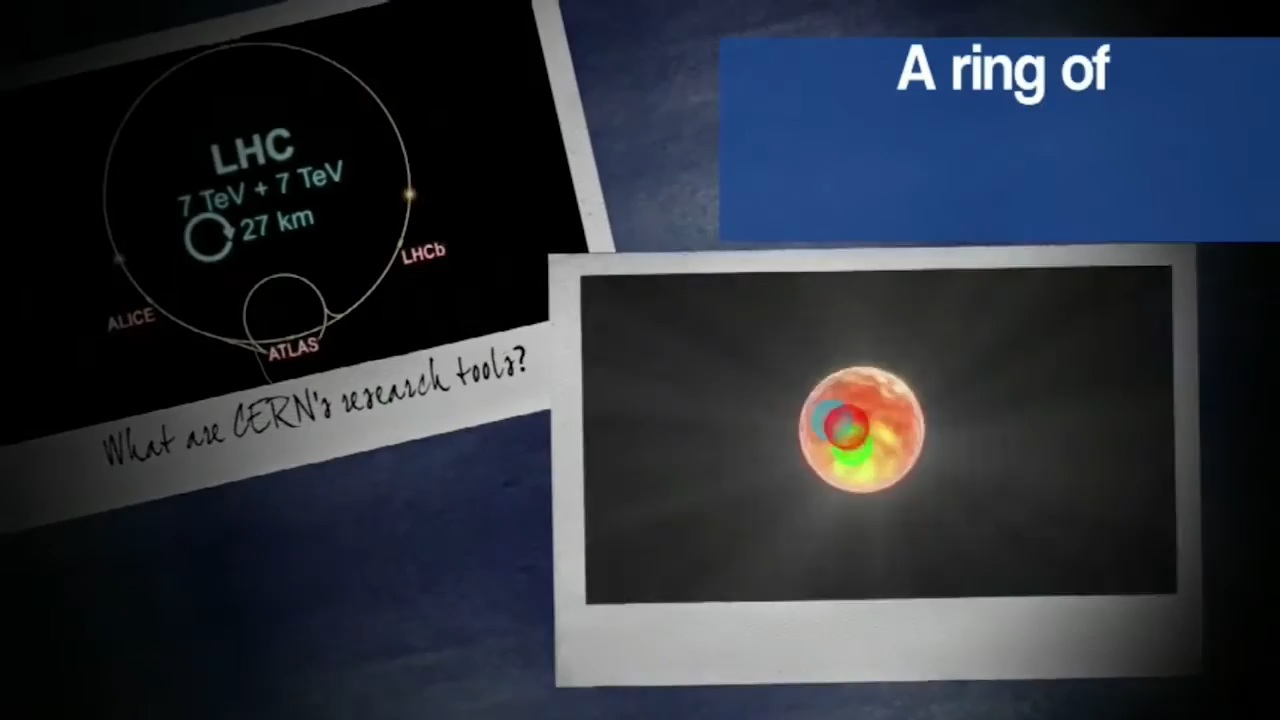 LHC
7 TeV + 7 TeV
27 km
LHCb
ALICE
ATLAS
What are CERN's research tools?
A ring of